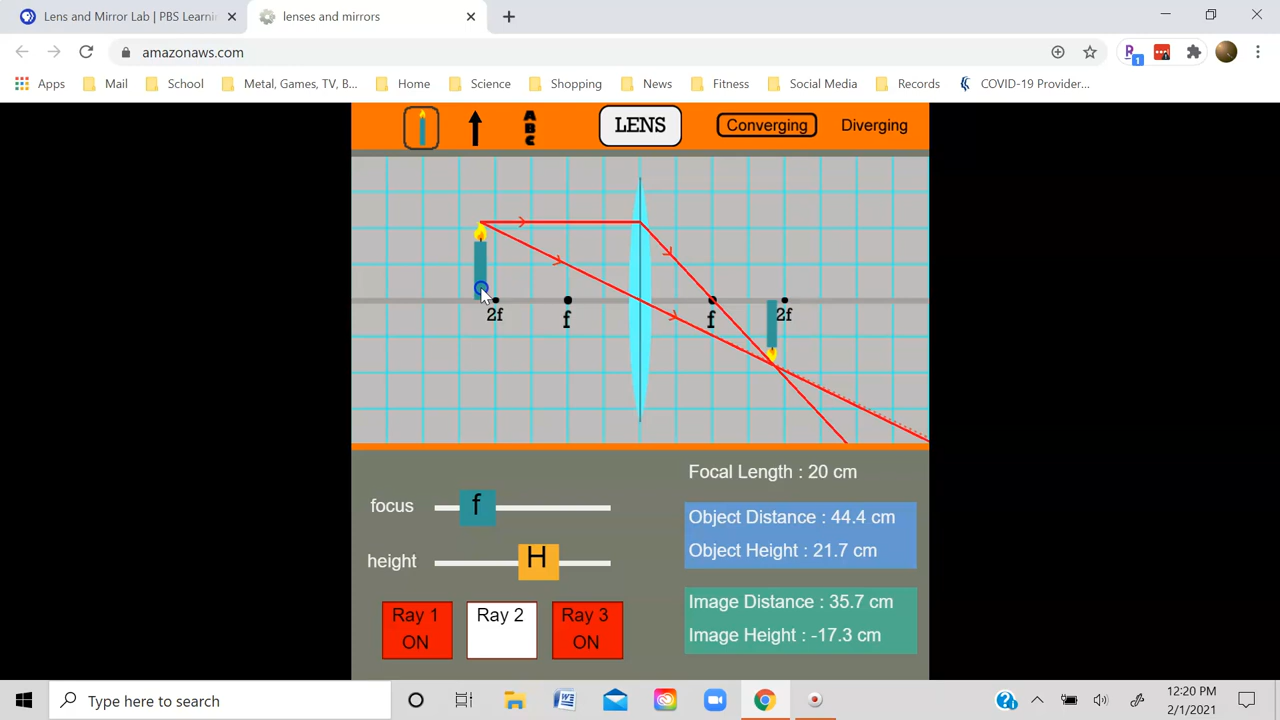 Lens and Mirror Lab | PBS Learni
lenses and mirrors
amazonaws.com
Apps Mail School Metal, Games, TV, B... Home Science Shopping News Fitness Social Media Records COVID-19 Provider...
A
B
C
LENS
Converging
Diverging
2f
f
f
2f
focus
f
height
H
Ray 1
ON
Ray 2
Ray 3
ON
Focal Length : 20 cm
Object Distance : 44.4 cm
Object Height : 21.7 cm
Image Distance : 35.7 cm
Image Height : -17.3 cm
Type here to search
12:20 PM
2/1/2021